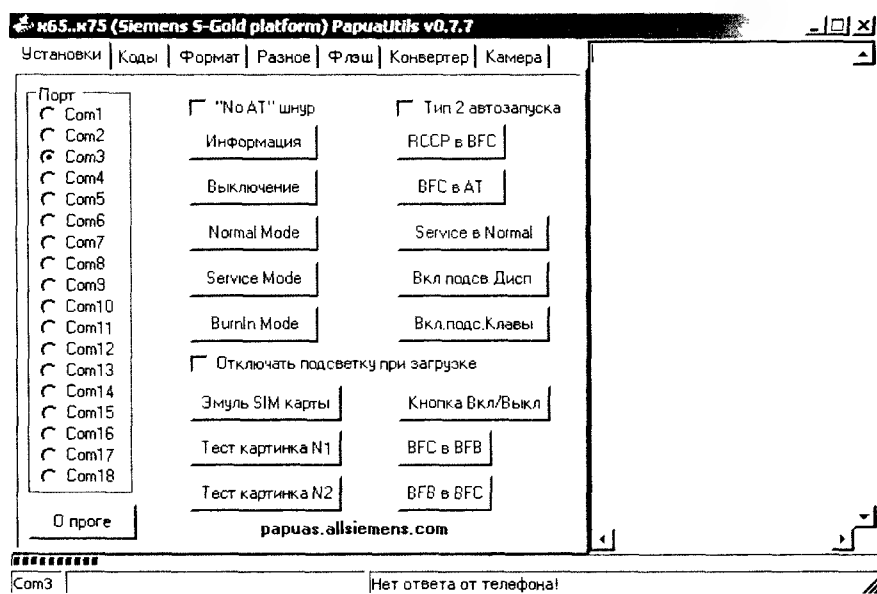 x65..x75 (Siemens S-Gold platform) PapuaUtils v0.7.7
Установки Коды Формат Разное Флэш Конвертер Камера
Порт
Com1
Com2
Com3
Com4
Com5
Com6
Com7
Com8
Com9
Com10
Com11
Com12
Com13
Com14
Com15
Com16
Com17
Com18
О проге
"No AT" шнур
Тип 2 автозапуска
Информация
RCCP в BFC
Выключение
BFC в AT
Normal Mode
Service в Normal
Service Mode
Вкл подсв Дисп
BurnIn Mode
Вкл.подс.Клавы
Отключать подсветку при загрузке
Эмуль SIM карты
Кнопка Вкл/Выкл
Тест картинка N1
BFC в BFB
Тест картинка N2
BFB в BFC
papuas.allsiemens.com
Com3
Нет ответа от телефона!